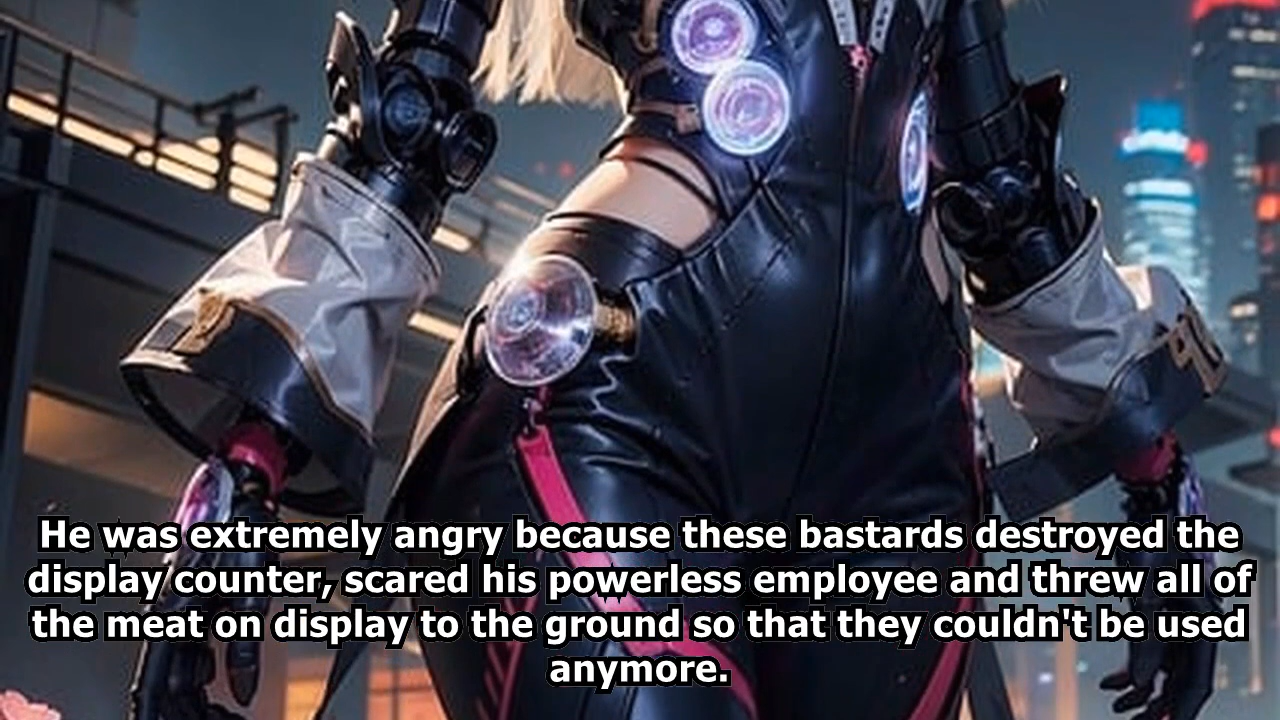 He was extremely angry because these bastards destroyed the
display counter, scared his powerless employee and threw all of
the meat on display to the ground so that they couldn't be used
anymore.